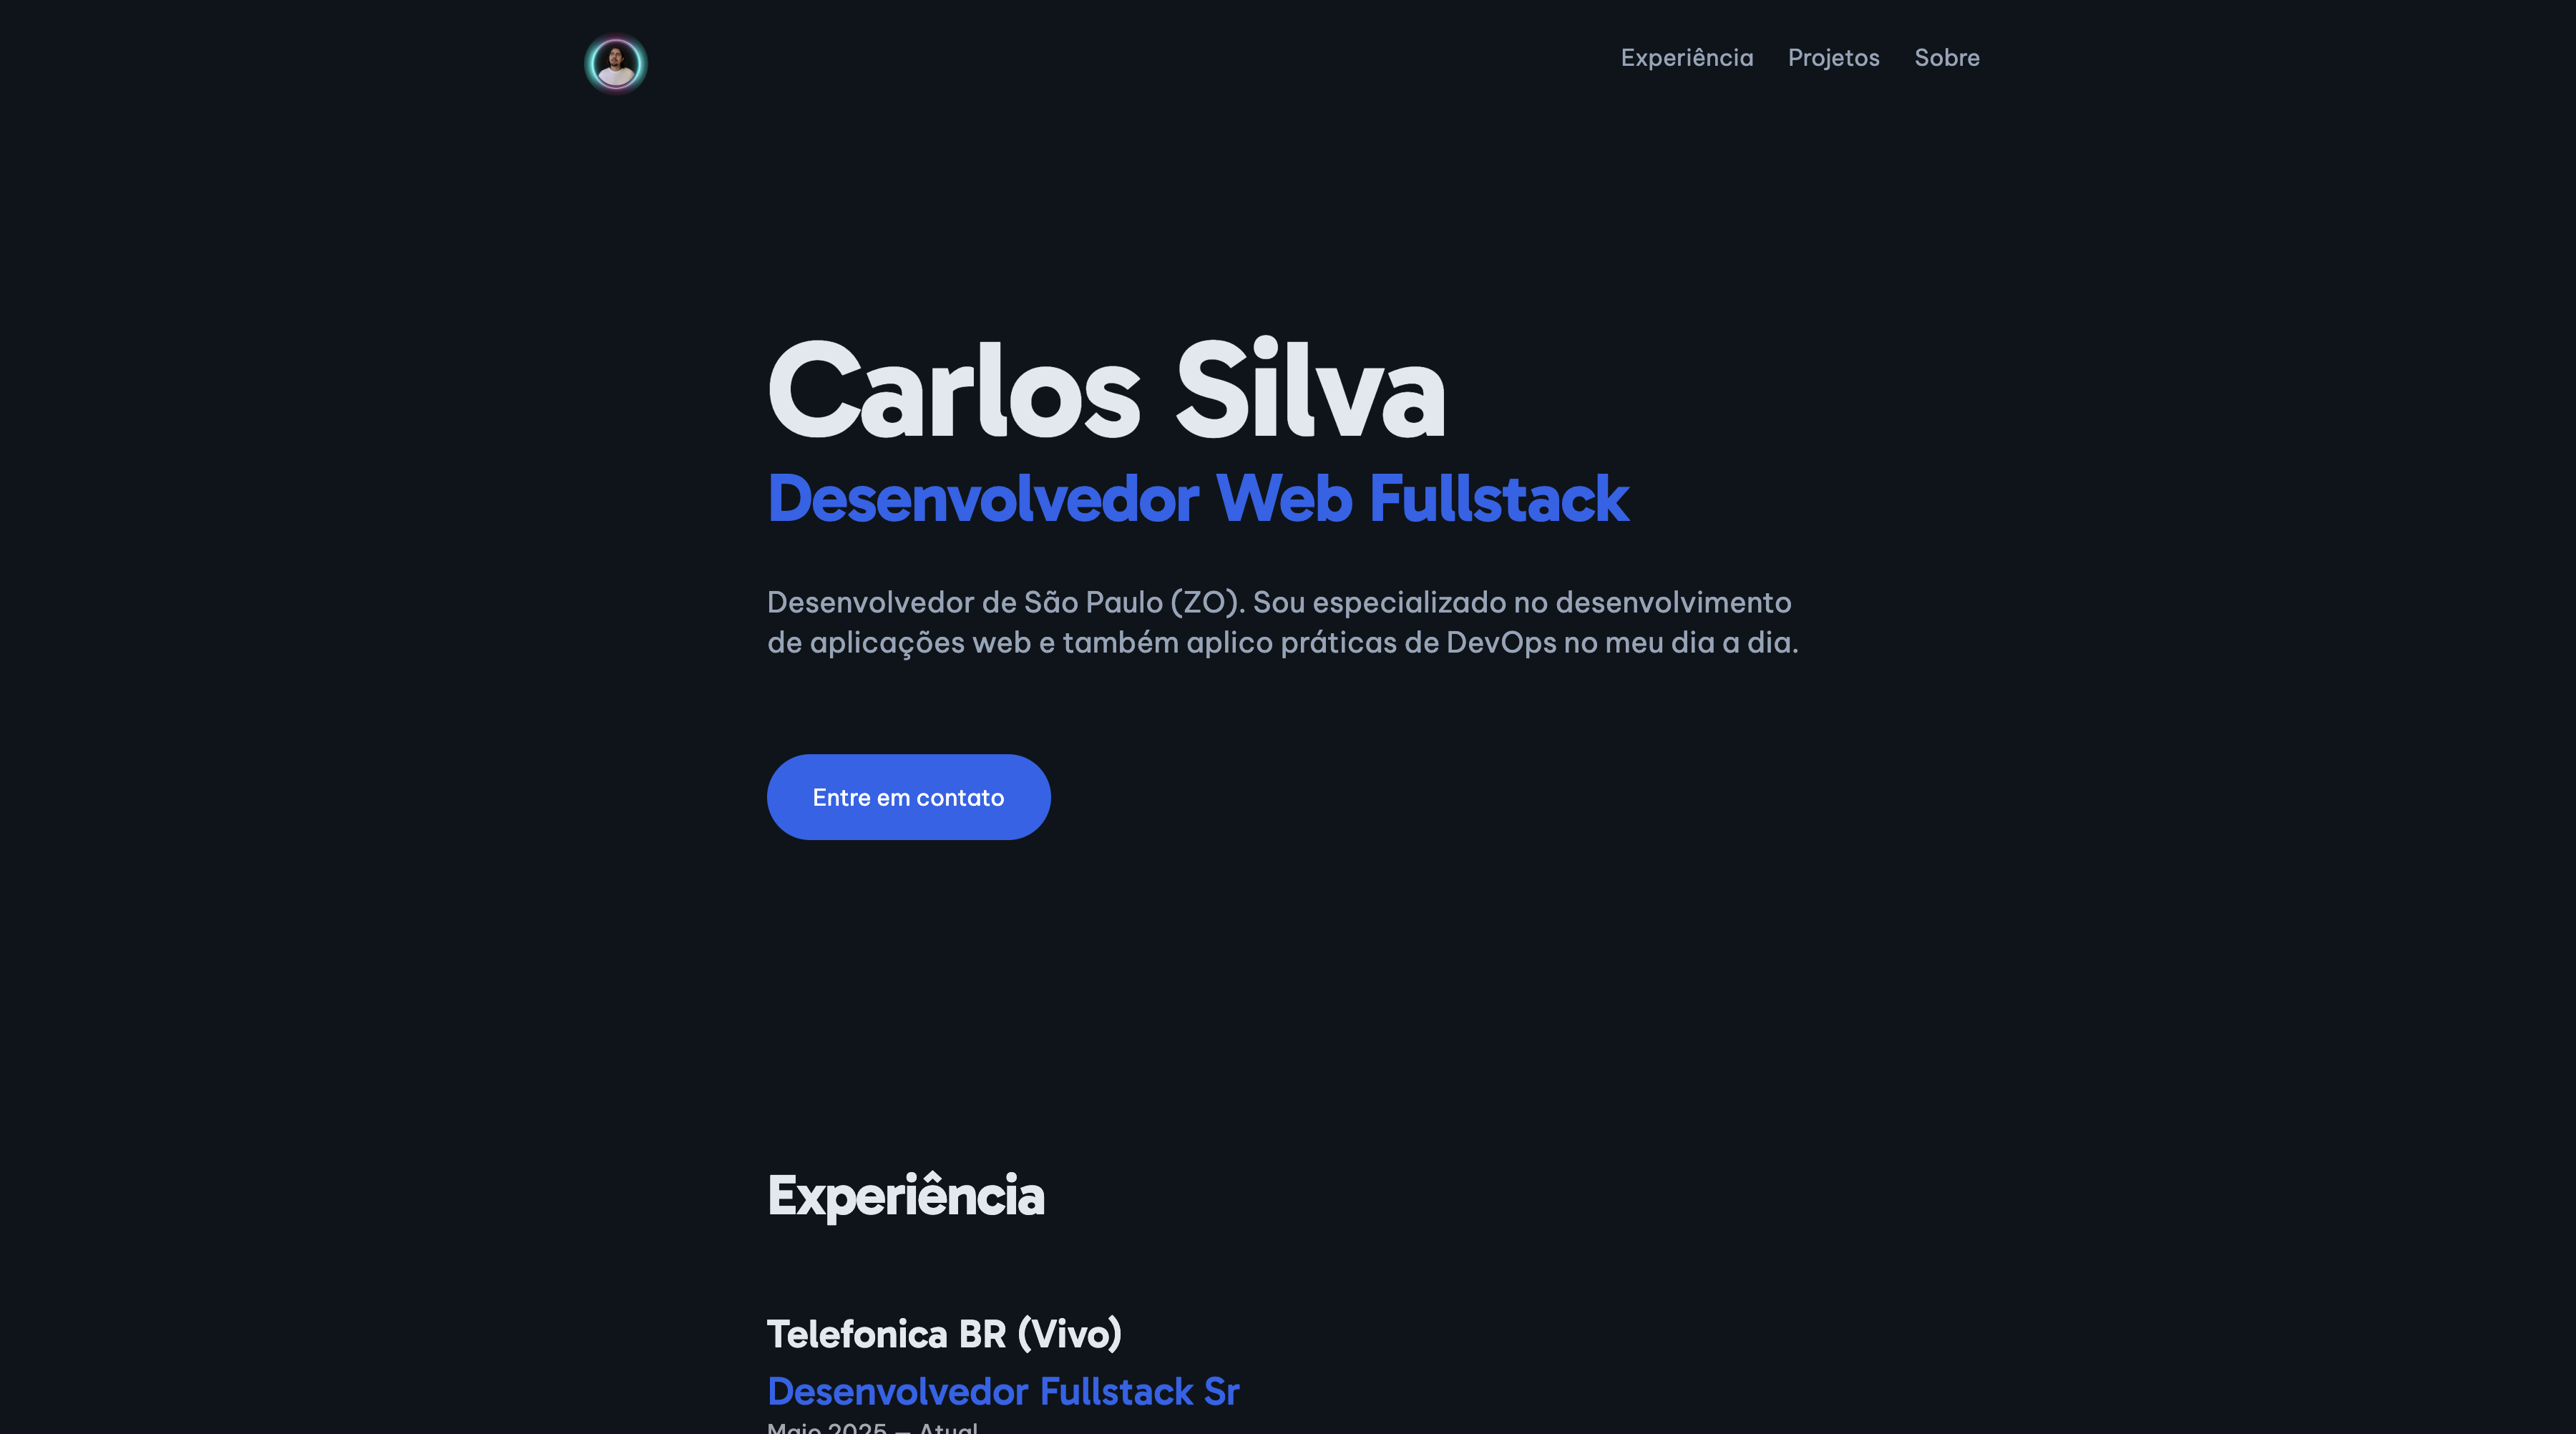 Experiência Projetos Sobre
Carlos Silva
Desenvolvedor Web Fullstack
Desenvolvedor de São Paulo (ZO). Sou especializado no desenvolvimento
de aplicações web e também aplico práticas de DevOps no meu dia a dia.
Entre em contato
Experiência
Telefonica BR (Vivo)
Desenvolvedor Fullstack Sr
Maio 2025 — Atual